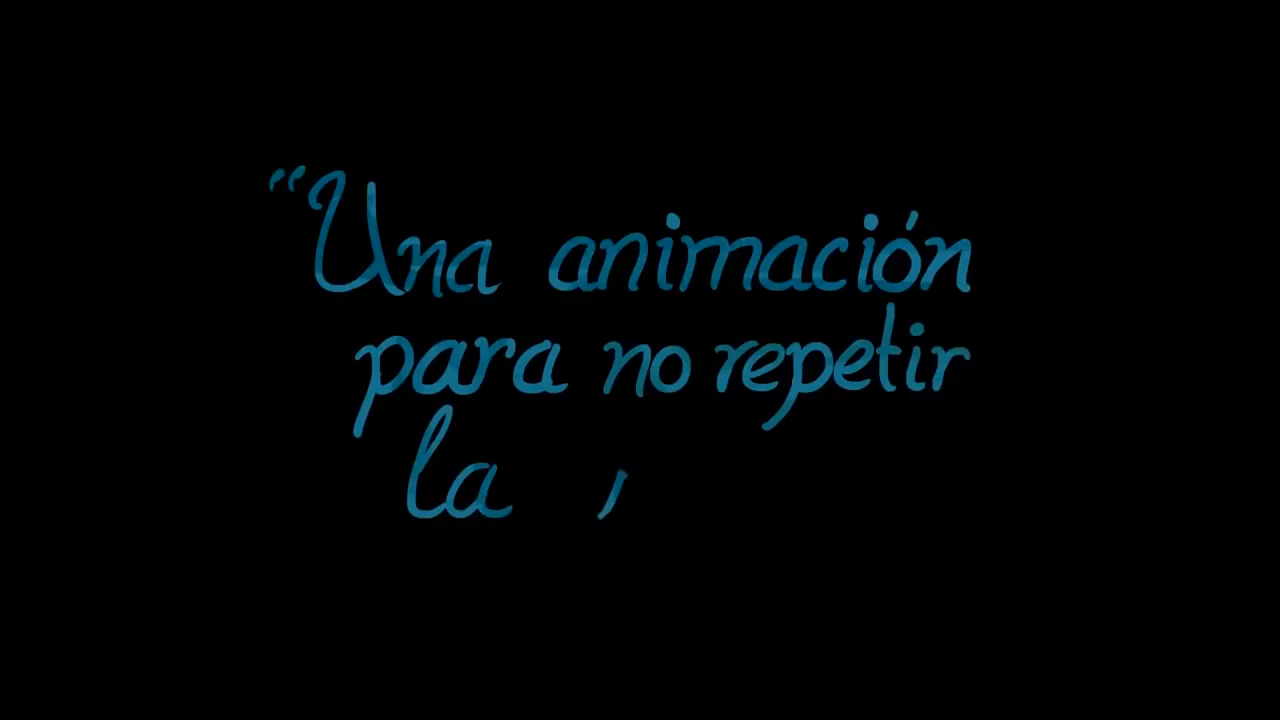 “Una animación
para no repetir
la